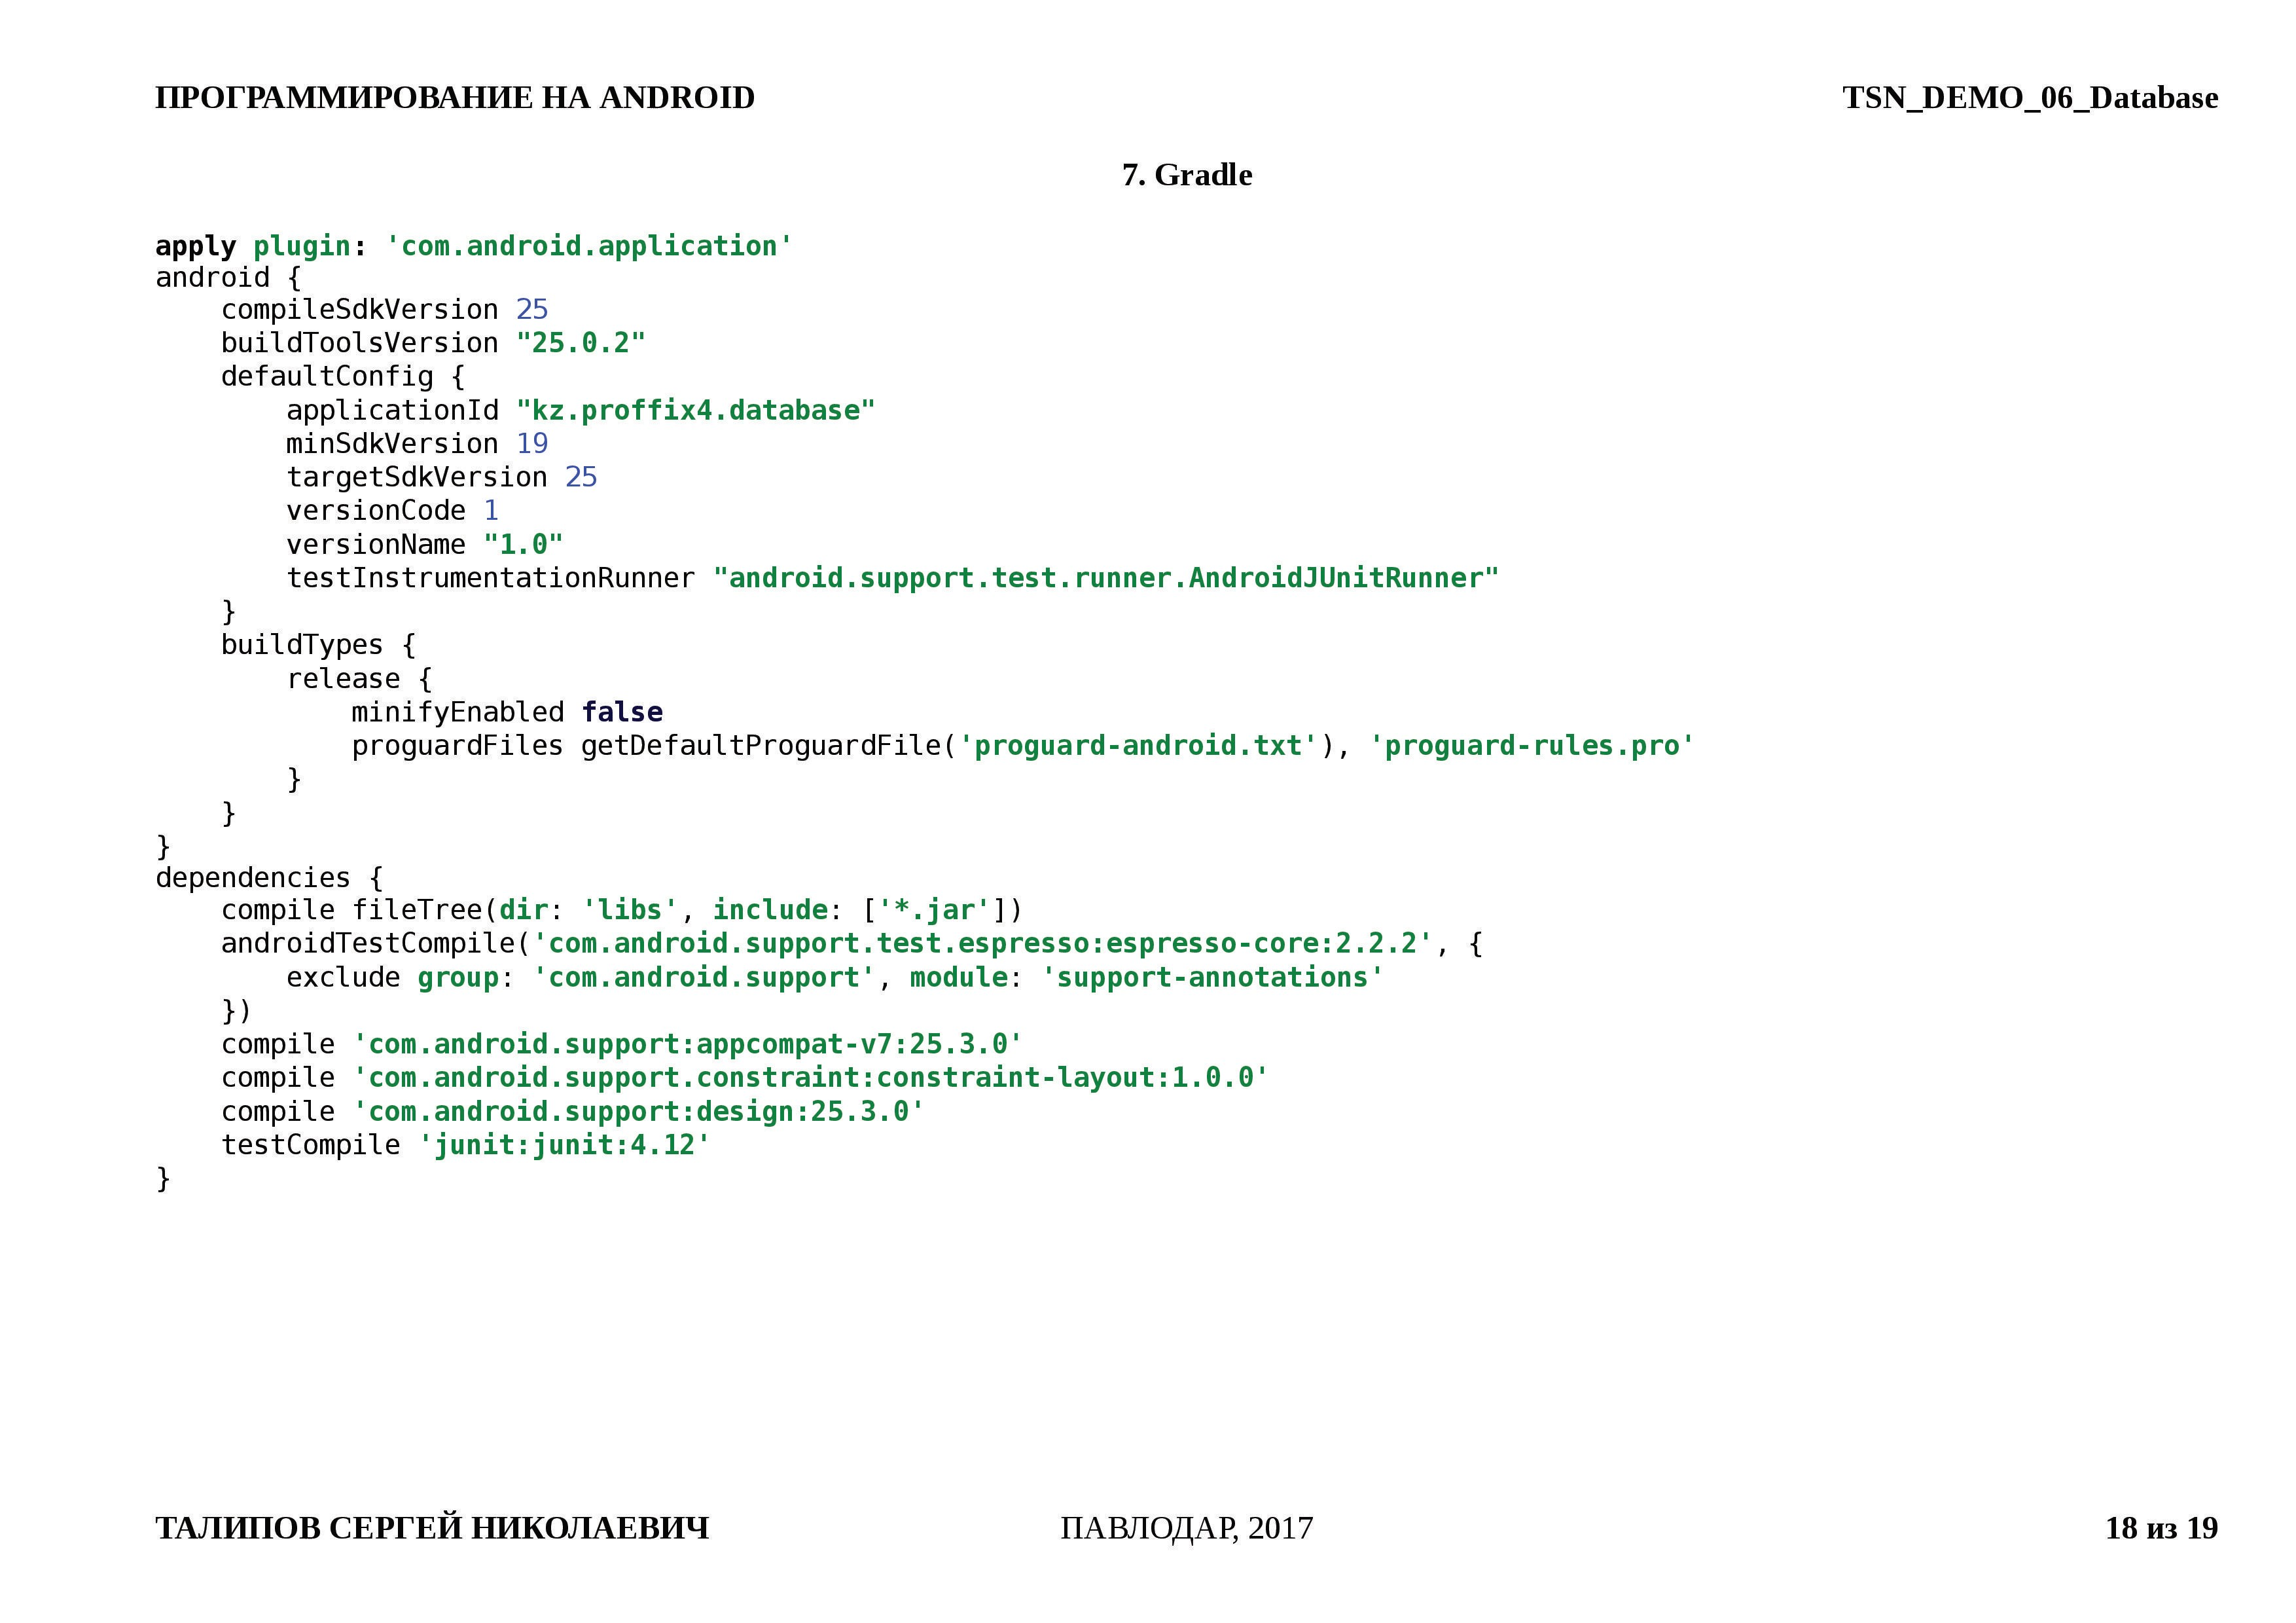 ПРОГРАММИРОВАНИЕ НА ANDROID TSN_DEMO_06_Database
7. Gradle
apply plugin: 'com.android.application'
android {
    compileSdkVersion 25
    buildToolsVersion "25.0.2"
    defaultConfig {
        applicationId "kz.proffix4.database"
        minSdkVersion 19
        targetSdkVersion 25
        versionCode 1
        versionName "1.0"
        testInstrumentationRunner "android.support.test.runner.AndroidJUnitRunner"
    }
    buildTypes {
        release {
            minifyEnabled false
            proguardFiles getDefaultProguardFile('proguard-android.txt'), 'proguard-rules.pro'
        }
    }
}
dependencies {
    compile fileTree(dir: 'libs', include: ['*.jar'])
    androidTestCompile('com.android.support.test.espresso:espresso-core:2.2.2', {
        exclude group: 'com.android.support', module: 'support-annotations'
    })
    compile 'com.android.support:appcompat-v7:25.3.0'
    compile 'com.android.support.constraint:constraint-layout:1.0.0'
    compile 'com.android.support:design:25.3.0'
    testCompile 'junit:junit:4.12'
}
ТАЛИПОВ СЕРГЕЙ НИКОЛАЕВИЧ ПАВЛОДАР, 2017 18 из 19